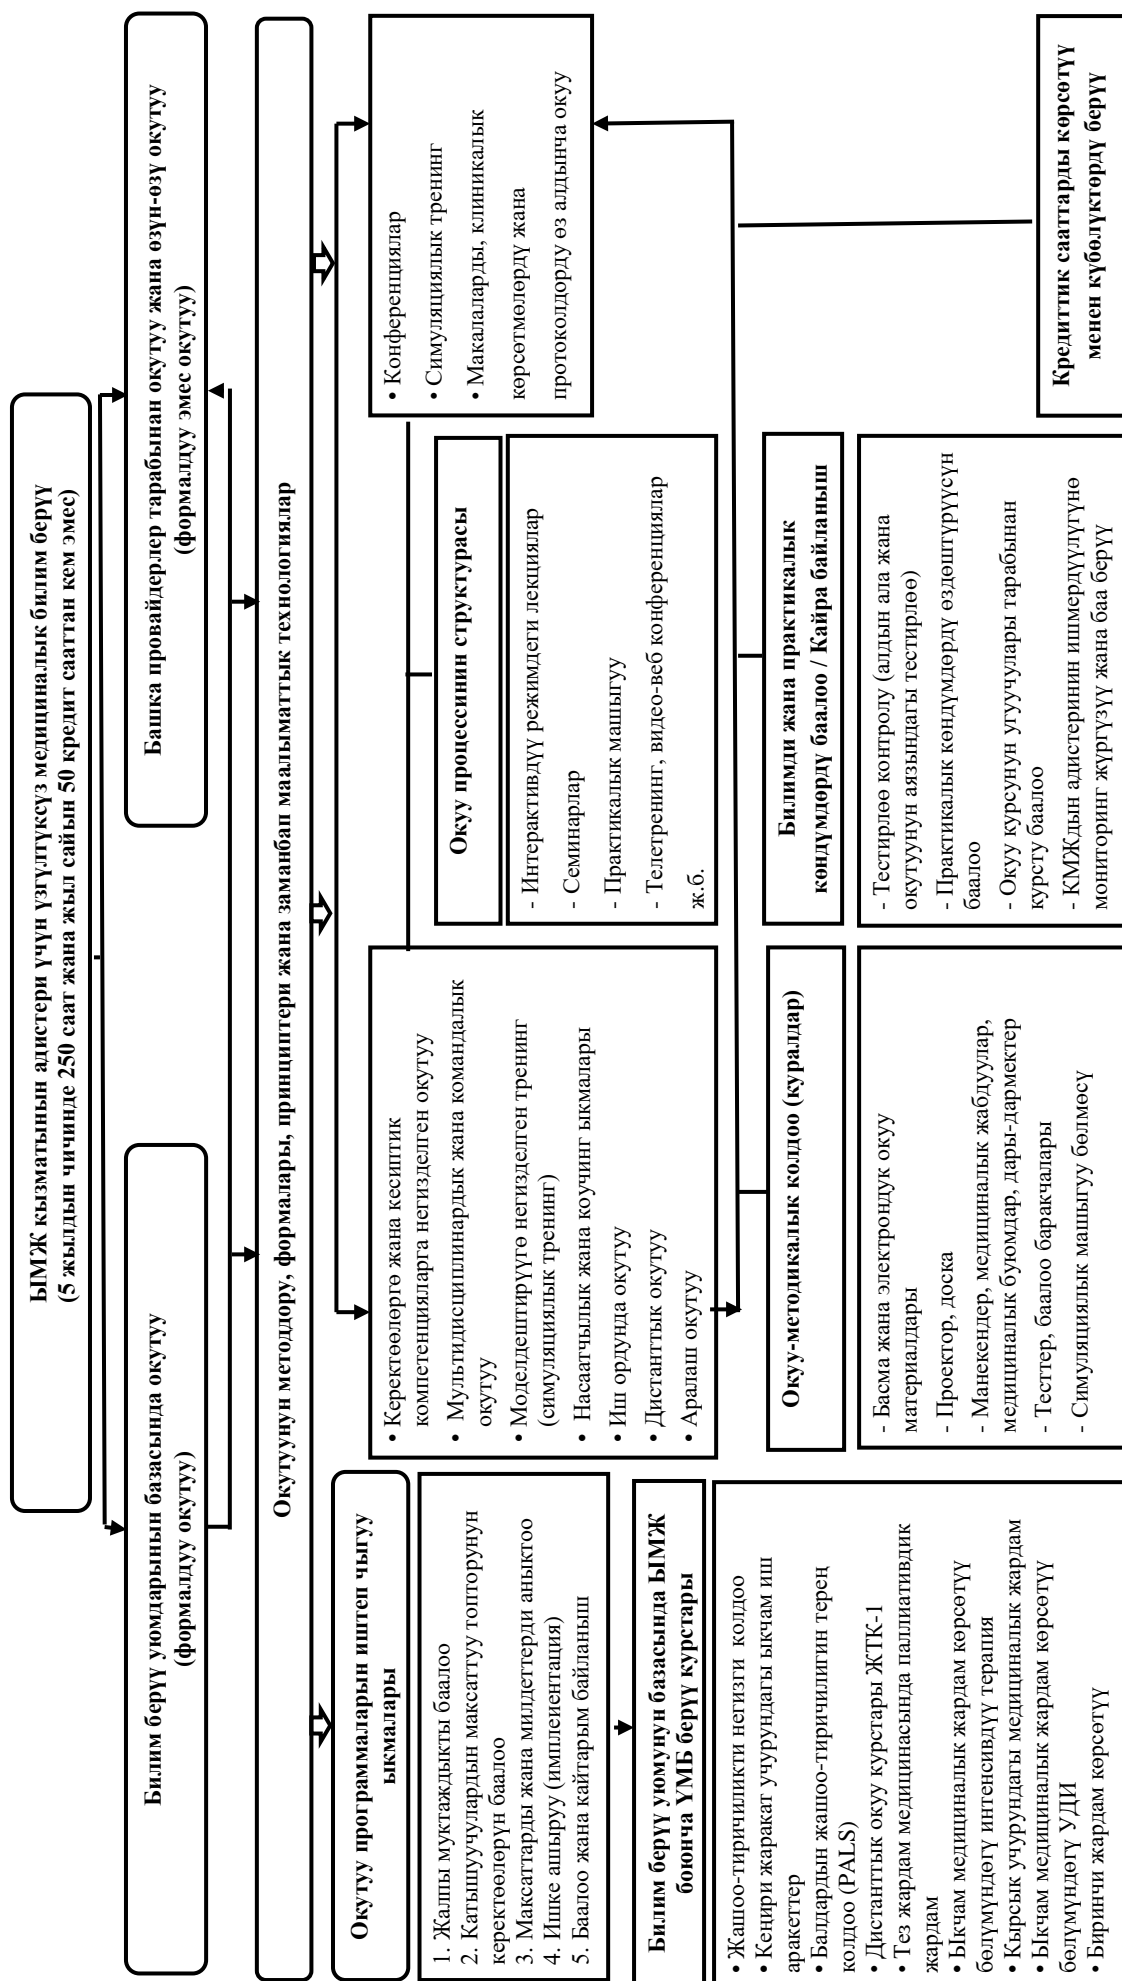 ЫМЖ кызматынын адистери үчүн үзгүлтүксүз медициналык билим берүү
(5 жылдын чичинде 250 саат жана жыл сайын 50 кредит сааттан кем эмес)
Билим берүү уюмдарынын базасында окутуу
(формалдуу окутуу)
Башка провайдерлер тарабынан окутуу жана өзүн-өзү окутуу
(формалдуу эмес окутуу)
Окутуунун методдору, формалары, принциптери жана заманбап маалыматтык технологиялар
Окутуу программаларын иштеп чыгуу
ыкмалары
1. Жалпы муктаждыкты баалоо
2. Катышуучулардын максаттуу топторунун
керектөөлөрүн баалоо
3. Максаттарды жана милдеттерди аныктоо
4. Ишке ашыруу (имплеиентация)
5. Баалоо жана кайтарым байланыш
Билим берүү уюмунун базасында ЫМЖ
боюнча ҮМБ берүү курстары
• Жашоо-тиричиликти негизги колдоо
• Кеңири жаракат учурундагы ыкчам иш
аракеттер
• Балдардын жашоо-тиричилигин терең
колдоо (PALS)
• Дистанттык окуу курстары ЖТК-1
• Тез жардам медицинасында паллиативдик
жардам
• Ыкчам медициналык жардам көрсөтүү
бөлүмүндөгү интенсивдүү терапия
• Кырсык учурундагы медициналык жардам
• Ыкчам медициналык жардам көрсөтүү
бөлүмүндөгү УДИ
• Биринчи жардам көрсөтүү
• Керектөөлөргө жана кесиптик
компетенцияларга негизделген окутуу
• Мультидисциплинардык жана командалык
окутуу
• Моделдештирүүгө негизделген тренинг
(симуляциялык тренинг)
• Насаатчылык жана коучинг ыкмалары
• Иш ордунда окутуу
• Дистанттык окутуу
• Аралаш окутуу
Окуу процессинин структурасы
- Интерактивдүү режимдеги лекциялар
- Семинарлар
- Практикалык машыгуу
- Телетренинг, видео-веб конференциялар
ж.б.
• Конференциялар
• Симуляциялык тренинг
• Макалаларды, клиникалык
көрсөтмөлөрдү жана
протоколдорду өз алдынча окуу
Окуу-методикалык колдоо (куралдар)
- Басма жана электрондук окуу
материалдары
- Проектор, доска
- Манекендер, медициналык жабдуулар,
медициналык буюмдар, дары-дармектер
- Тесттер, баалоо баракчалары
- Симуляциялык машыгуу бөлмөсү
Билимди жана практикалык
көндүмдөрдү баалоо / Кайра байланыш
- Тестирлөө контролу (алдын ала жана
окутуунун аязындагы тестирлөө)
- Практикалык көндүмдөрдү өздөштүрүүсүн
баалоо
- Окуу курсунун угуучулары тарабынан
курсту баалоо
- КМЖдын адистеринин ишмердүүлүгүнө
мониторинг жүргүзүү жана баа берүү
Кредиттик сааттарды көрсөтүү
менен күбөлүктөрдү берүү